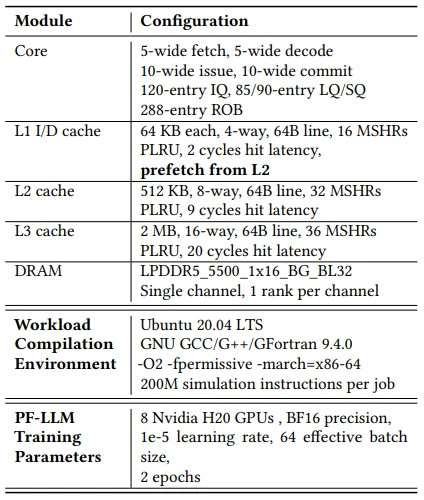 Module Configuration
Core 5-wide fetch, 5-wide decode
10-wide issue, 10-wide commit
120-entry IQ, 85/90-entry LQ/SQ
288-entry ROB
L1 I/D cache 64 KB each, 4-way, 64B line, 16 MSHRs
PLRU, 2 cycles hit latency,
prefetch from L2
L2 cache 512 KB, 8-way, 64B line, 32 MSHRs
PLRU, 9 cycles hit latency
L3 cache 2 MB, 16-way, 64B line, 36 MSHRs
PLRU, 20 cycles hit latency
DRAM LPDDR5_5500_1x16_BG_BL32
Single channel, 1 rank per channel
Workload Ubuntu 20.04 LTS
Compilation GNU GCC/G++/GFortran 9.4.0
Environment -O2 -fpermissive -march=x86-64
200M simulation instructions per job
PF-LLM 8 Nvidia H20 GPUs , BF16 precision,
Training 1e-5 learning rate, 64 effective batch
Parameters size,
2 epochs